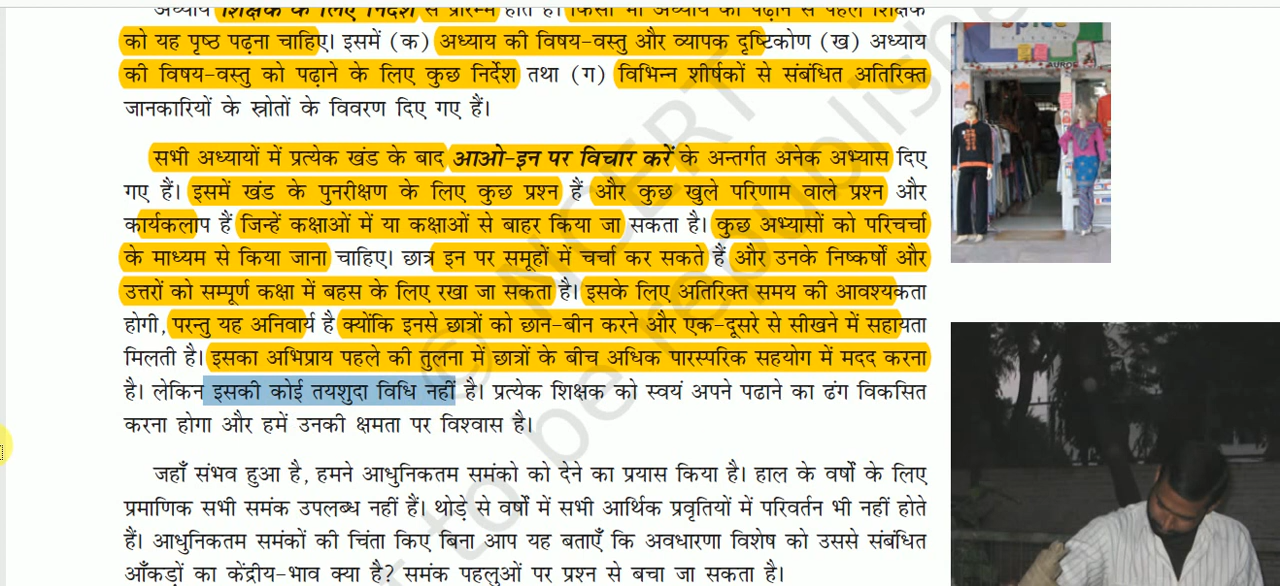 अध्याय शिक्षक के लिए निर्देश से प्रारम्भ होते हैं। किसी भी अध्याय को पढ़ाने से पहले शिक्षक
को यह पृष्ठ पढ़ना चाहिए। इसमें (क) अध्याय की विषय-वस्तु और व्यापक दृष्टिकोण (ख) अध्याय
की विषय-वस्तु को पढ़ाने के लिए कुछ निर्देश तथा (ग) विभिन्न शीर्षकों से संबंधित अतिरिक्त
जानकारियों के स्रोतों के विवरण दिए गए हैं।
सभी अध्यायों में प्रत्येक खंड के बाद आओ-इन पर विचार करें के अन्तर्गत अनेक अभ्यास दिए
गए हैं। इसमें खंड के पुनरीक्षण के लिए कुछ प्रश्न हैं और कुछ खुले परिणाम वाले प्रश्न और
कार्यकलाप हैं जिन्हें कक्षाओं में या कक्षाओं से बाहर किया जा सकता है। कुछ अभ्यासों को परिचर्चा
के माध्यम से किया जाना चाहिए। छात्र इन पर समूहों में चर्चा कर सकते हैं और उनके निष्कर्षों और
उत्तरों को सम्पूर्ण कक्षा में बहस के लिए रखा जा सकता है। इसके लिए अतिरिक्त समय की आवश्यकता
होगी, परन्तु यह अनिवार्य है क्योंकि इनसे छात्रों को छान-बीन करने और एक-दूसरे से सीखने में सहायता
मिलती है। इसका अभिप्राय पहले की तुलना में छात्रों के बीच अधिक पारस्परिक सहयोग में मदद करना
है। लेकिन इसकी कोई तयशुदा विधि नहीं है। प्रत्येक शिक्षक को स्वयं अपने पढाने का ढंग विकसित
करना होगा और हमें उनकी क्षमता पर विश्वास है।
जहाँ संभव हुआ है, हमने आधुनिकतम समंको को देने का प्रयास किया है। हाल के वर्षों के लिए
प्रमाणिक सभी समंक उपलब्ध नहीं हैं। थोड़े से वर्षों में सभी आर्थिक प्रवृतियों में परिवर्तन भी नहीं होते
हैं। आधुनिकतम समंकों की चिंता किए बिना आप यह बताएँ कि अवधारणा विशेष को उससे संबंधित
आँकड़ों का केंद्रीय-भाव क्या है? समंक पहलुओं पर प्रश्न से बचा जा सकता है।
© NCERT
to be republished
AURO